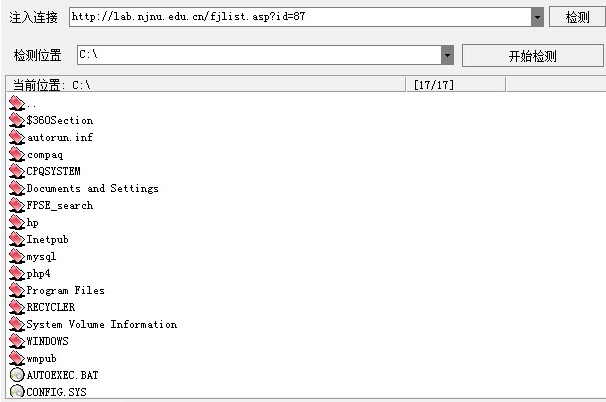 注入连接 http://lab.njnu.edu.cn/fjlist.asp?id=87 检测
检测位置 C:\ 开始检测
当前位置: C:\ [17/17]
..
$360Section
autorun.inf
compaq
CPQSYSTEM
Documents and Settings
FPSE_search
hp
Inetpub
mysql
php4
Program Files
RECYCLER
System Volume Information
WINDOWS
wmpub
AUTOEXEC.BAT
CONFIG.SYS